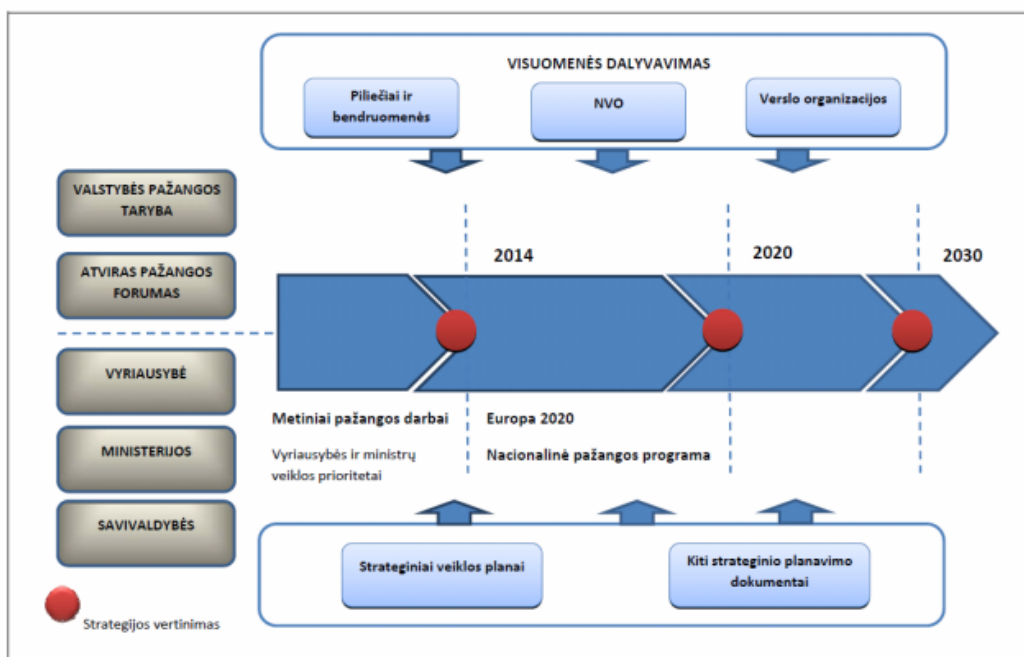 VISUOMENĖS DALYVAVIMAS
Piliečiai ir
bendruomenės
NVO
Verslo organizacijos
VALSTYBĖS PAŽANGOS
TARYBA
ATVIRAS PAŽANGOS
FORUMAS
VYRIAUSYBĖ
MINISTERIJOS
SAVIVALDYBĖS
2014
2020
2030
Metiniai pažangos darbai
Vyriausybės ir ministrų
veiklos prioritetai
Europa 2020
Nacionalinė pažangos programa
Strateginiai veiklos planai
Kiti strateginio planavimo
dokumentai
Strategijos vertinimas